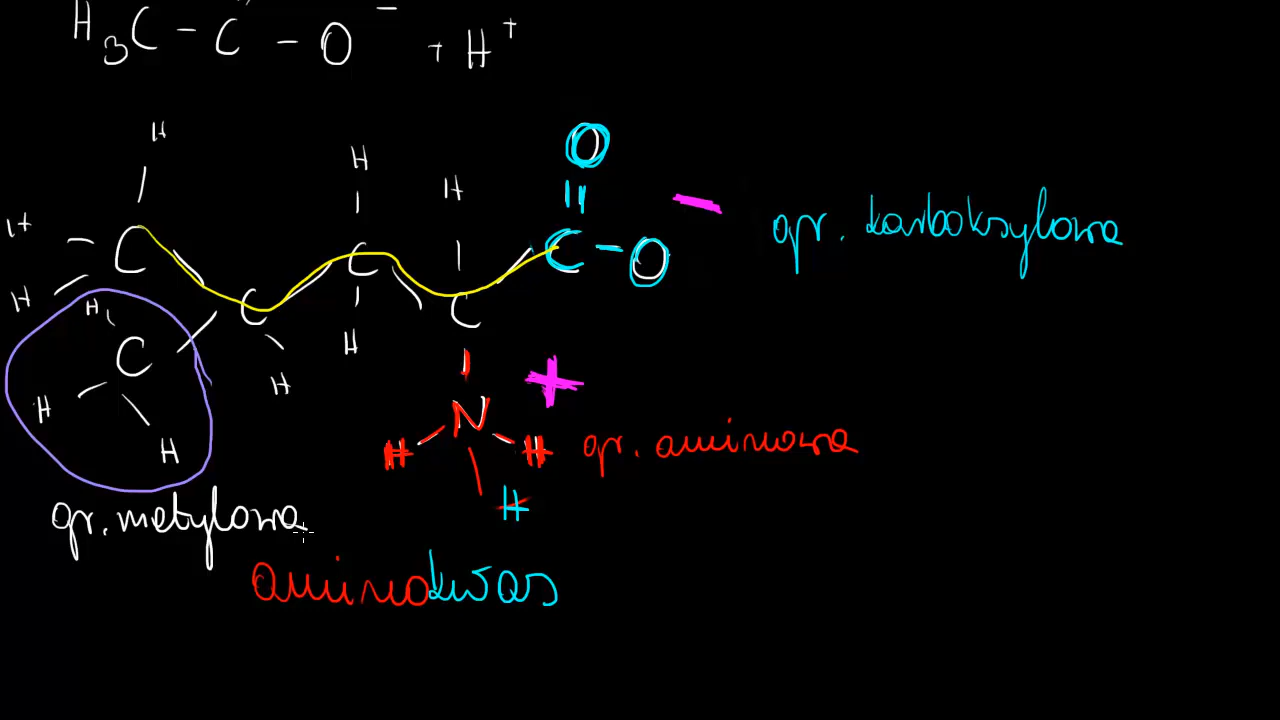 H₃C – C – O⁻ + H⁺
H
H H
O
H – C C C = O
H C O
H C H
H H
H
N
H H
H
gr. karboksylowa
gr. aminowa
gr. metylowa
aminokwas